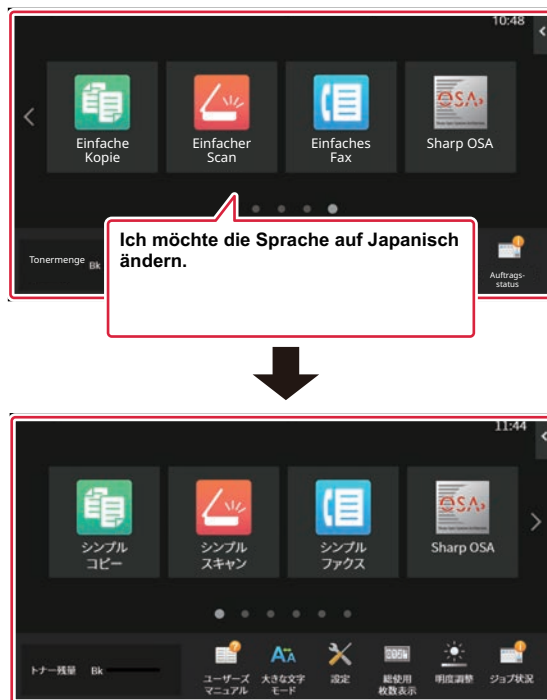 10:48
Einfache
Kopie
Einfacher
Scan
Einfaches
Fax
OSA
Sharp OSA
Ich möchte die Sprache auf Japanisch
ändern.
Tonermenge Bk
Auftrags-
status
11:44
シンプル
コピー
シンプル
スキャン
シンプル
ファクス
OSA
Sharp OSA
トナー残量 Bk
ユーザーズ
マニュアル
大きな文字
モード
設定
総使用
枚数表示
明度調整
ジョブ状況